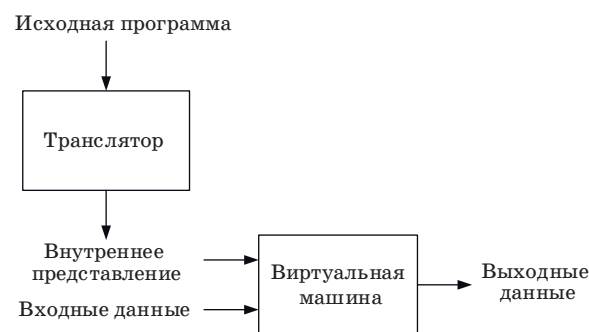 Исходная программа
Транслятор
Внутреннее
представление
Входные данные
Виртуальная
машина
Выходные
данные